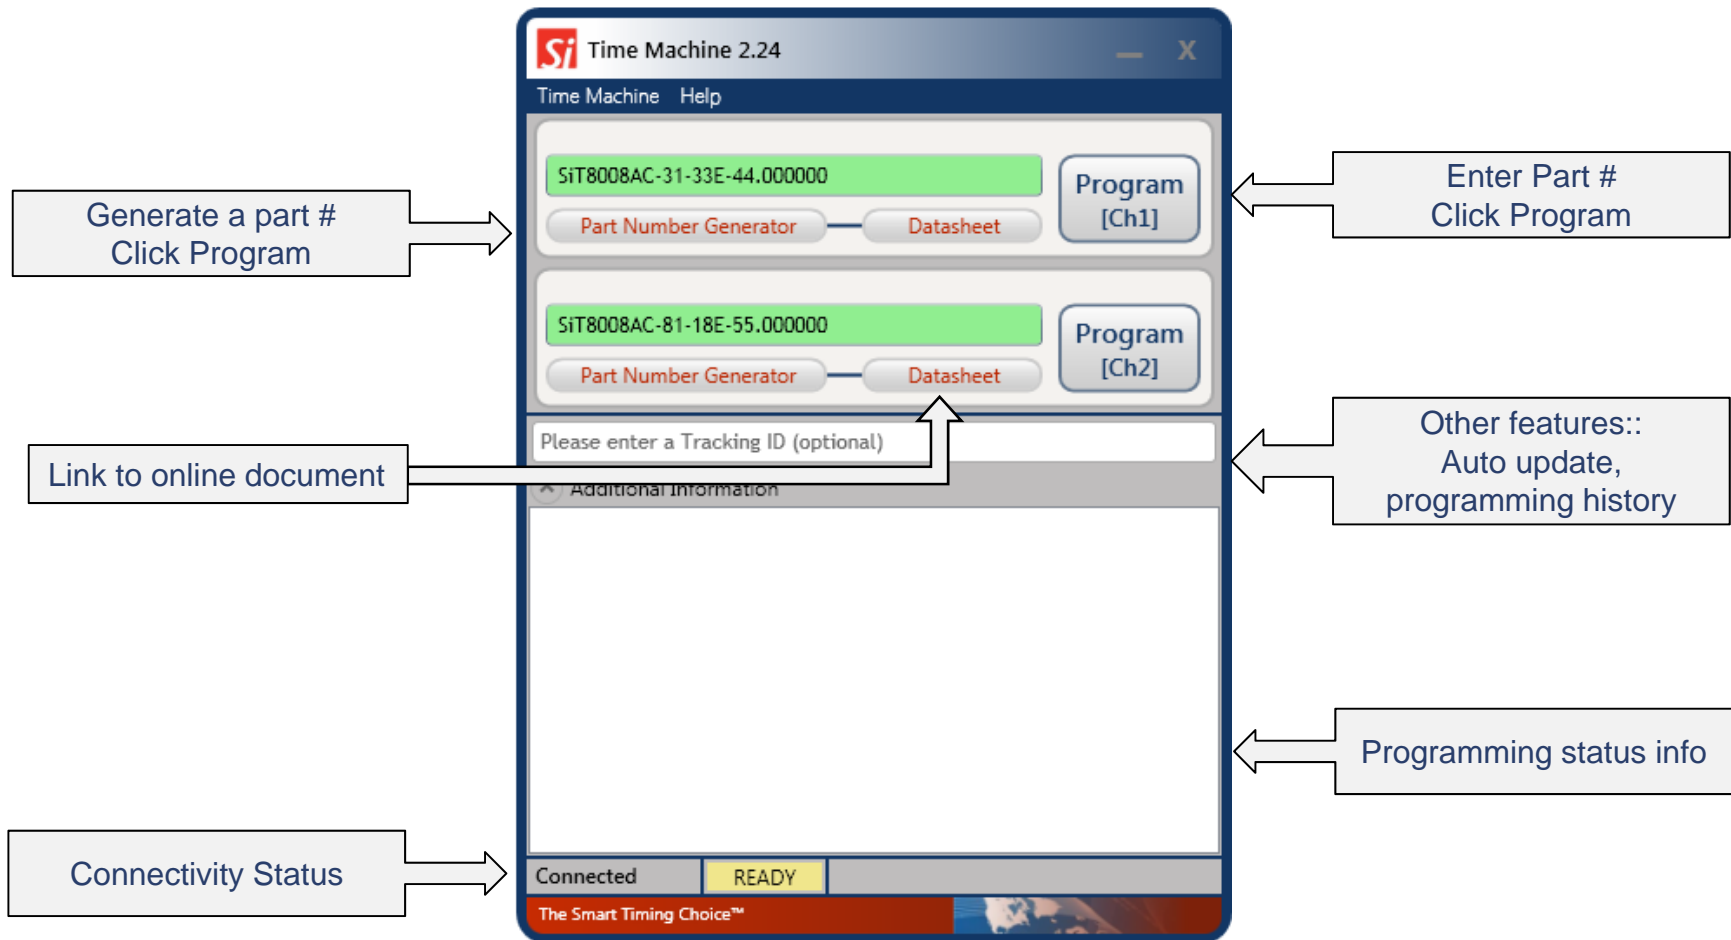 Si Time Machine 2.24
Time Machine Help
SiT8008AC-31-33E-44.000000
Part Number Generator
Datasheet
Program
[Ch1]
SiT8008AC-81-18E-55.000000
Part Number Generator
Datasheet
Program
[Ch2]
Please enter a Tracking ID (optional)
Additional Information
Connected
READY
The Smart Timing Choice™
Generate a part #
Click Program
Link to online document
Connectivity Status
Enter Part #
Click Program
Other features::
Auto update,
programming history
Programming status info